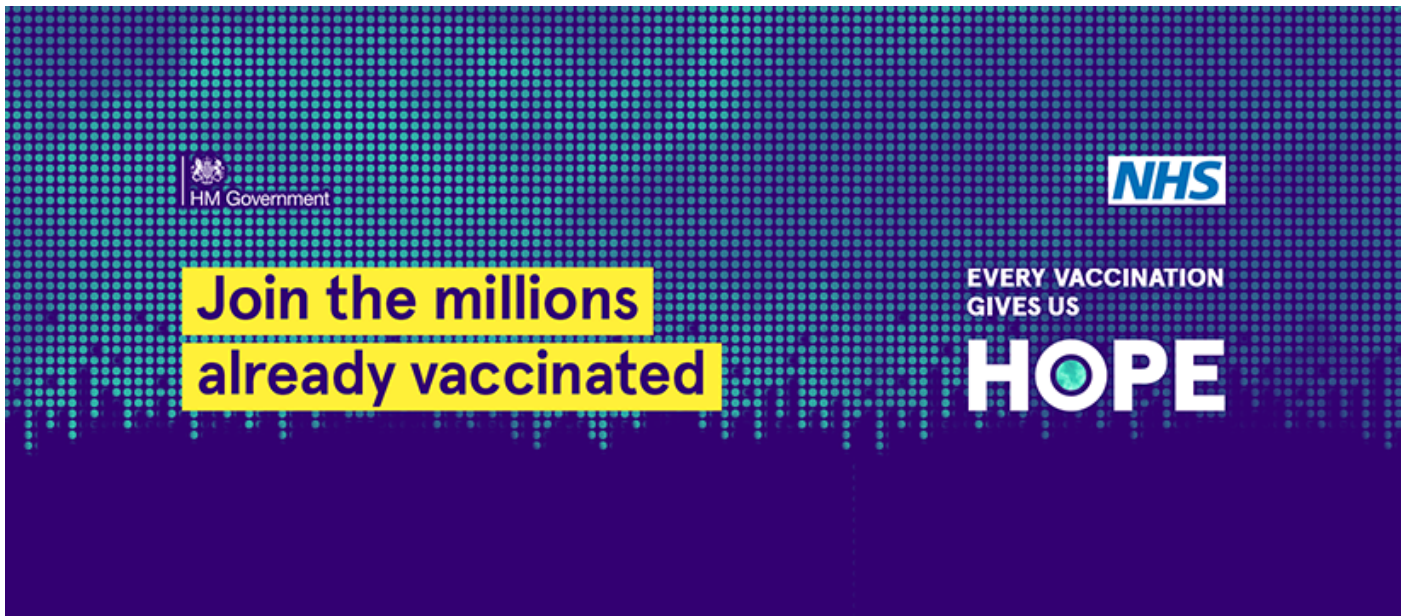 HM Government
NHS
Join the millions
already vaccinated
EVERY VACCINATION
GIVES US
HOPE